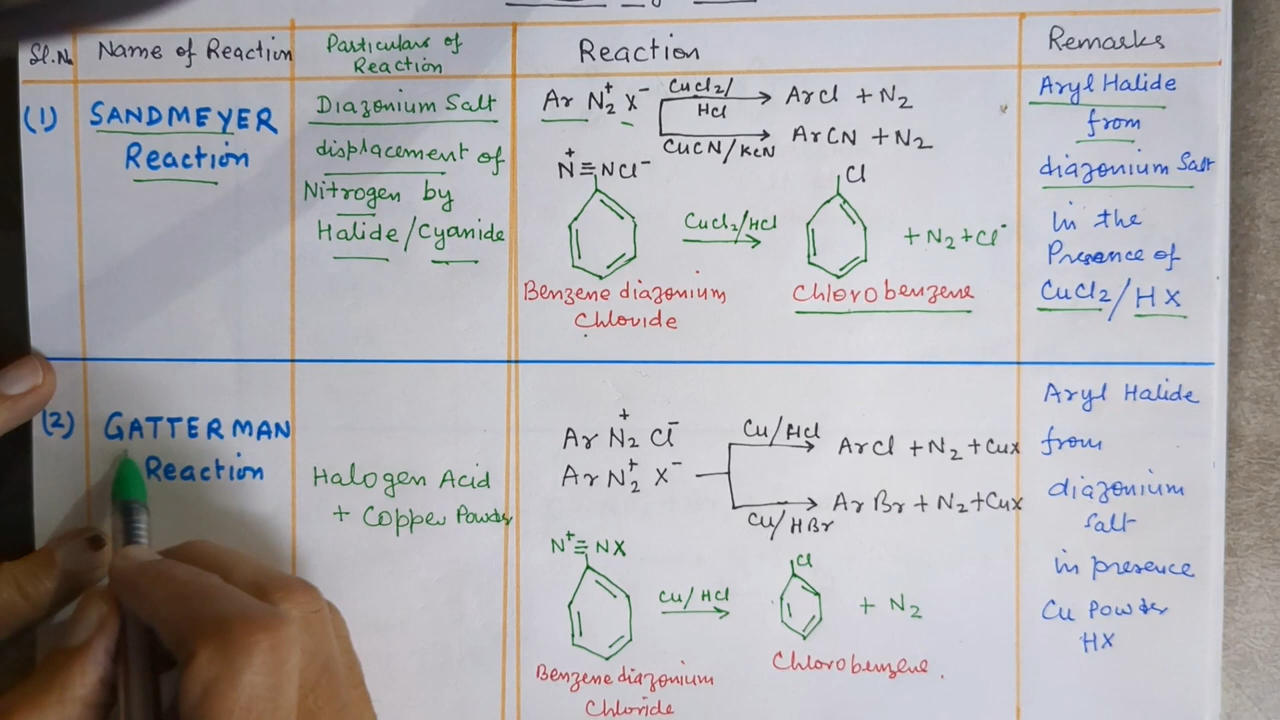 Sl.No
Name of Reaction
Particulars of
Reaction
Reaction
Remarks
(1)
SANDMEYER
Reaction
Diazonium Salt
displacement of
Nitrogen by
Halide/Cyanide
Ar N₂⁺ X⁻
CuCl₂/
HCl
ArCl + N₂
CuCN/KCN
ArCN + N₂
N⁺≡NCl⁻
CuCl₂/HCl
Cl
+ N₂ + Cl⁻
Benzene diazonium
Chloride
Chlorobenzene
Aryl Halide
from
diazonium Salt
In the
Presence of
CuCl₂/HX
(2)
GATTERMAN
Reaction
Halogen Acid
+ Copper Powder
Ar N₂⁺ Cl⁻
Ar N₂⁺ X⁻
Cu/HCl
ArCl + N₂ + CuX
Cu/HBr
ArBr + N₂ + CuX
N⁺≡NX
Cu/HCl
Cl
+ N₂
Benzene diazonium
Chloride
Chlorobenzene.
Aryl Halide
from
diazonium
salt
in presence
Cu Powder
HX